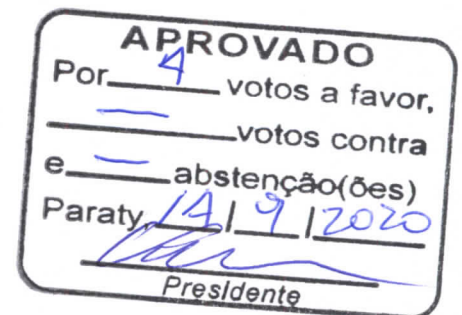 APROVADO
Por 4 votos a favor,
— votos contra
e — abstenção(ões)
Paraty 14 / 9 / 2020
Presidente